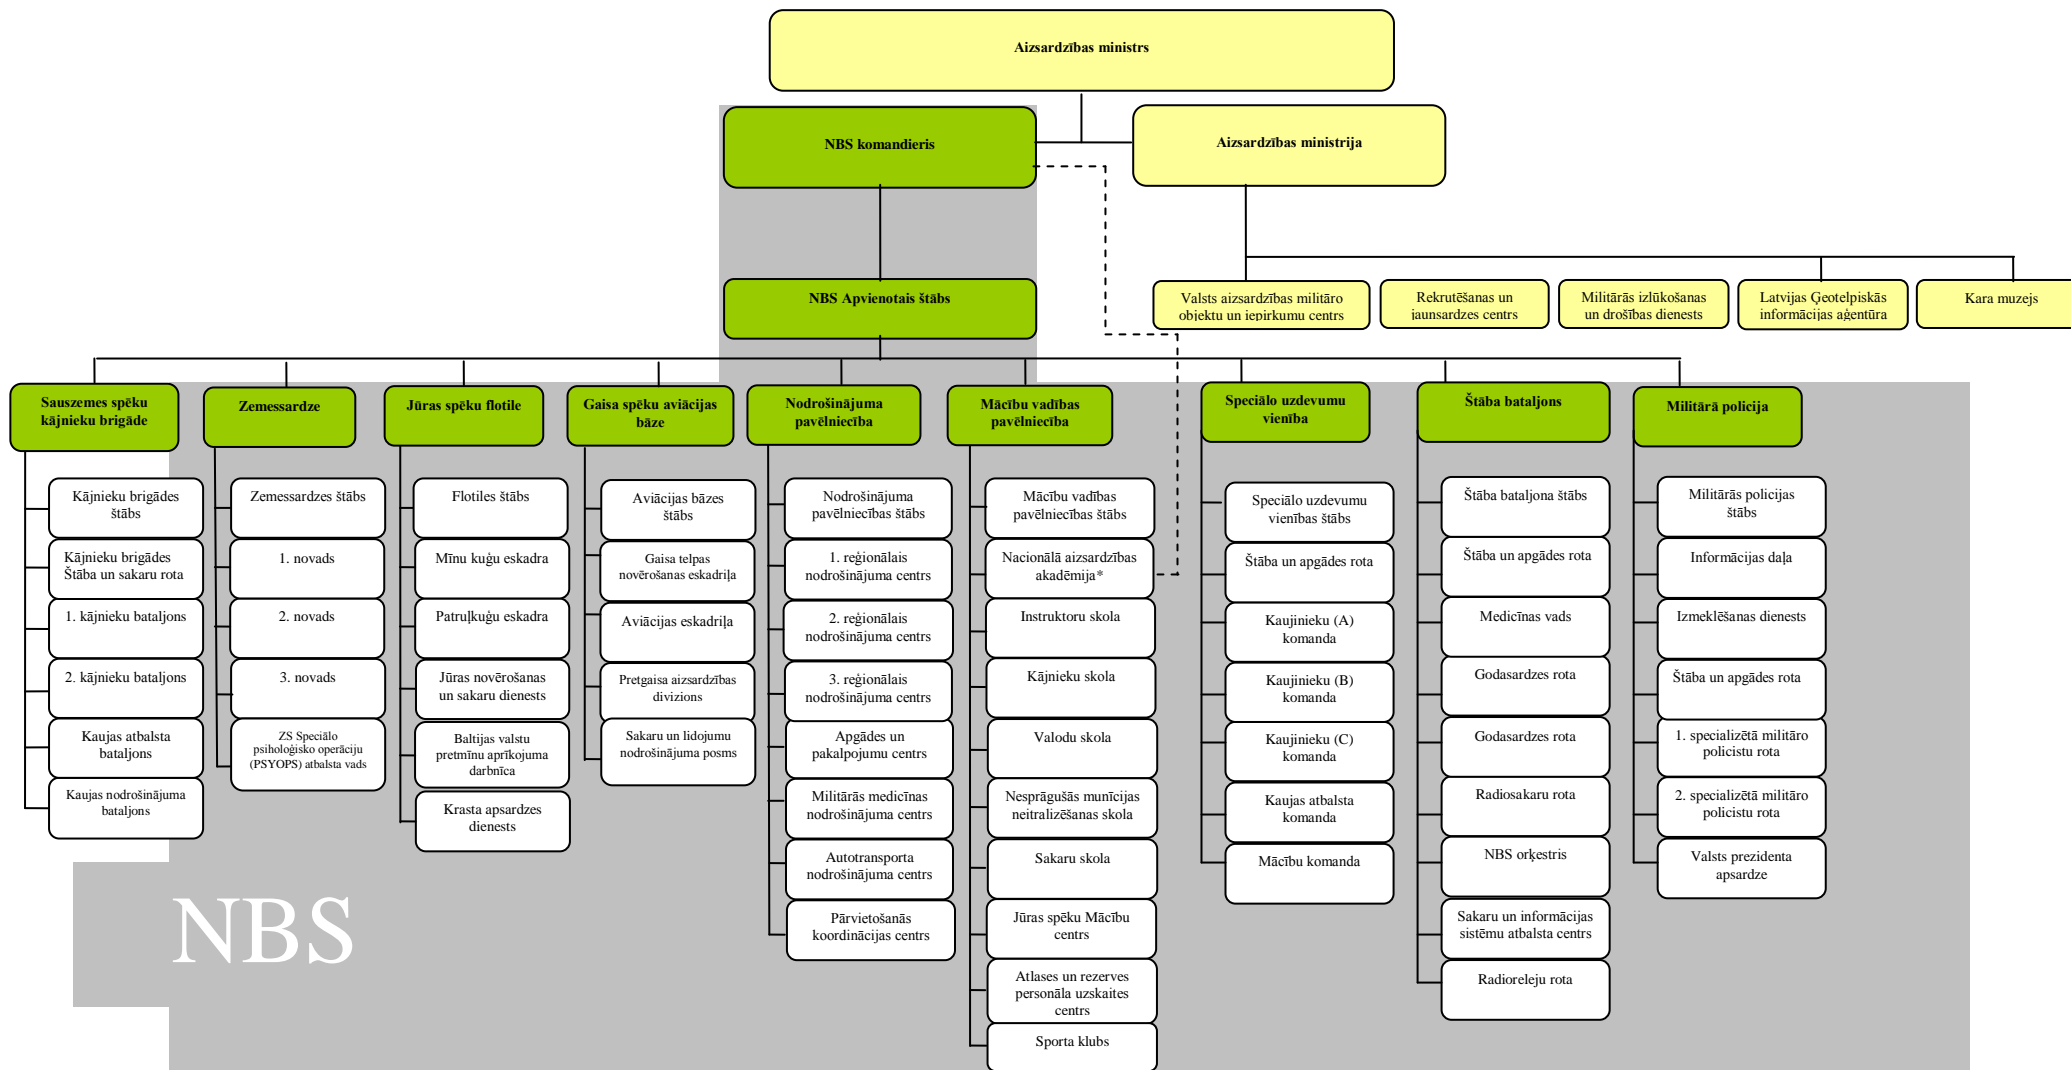 Aizsardzības ministrs
NBS komandieris
Aizsardzības ministrija
NBS Apvienotais štābs
Valsts aizsardzības militāro
objektu un iepirkumu centrs
Rekrutēšanas un
jaunsardzes centrs
Militārās izlūkošanas
un drošības dienests
Latvijas Ģeotelpiskās
informācijas aģentūra
Kara muzejs
Sauszemes spēku
kājnieku brigāde
Kājnieku brigādes
štābs
Kājnieku brigādes
Štāba un sakaru rota
1. kājnieku bataljons
2. kājnieku bataljons
Kaujas atbalsta
bataljons
Kaujas nodrošinājuma
bataljons
Zemessardze
Zemessardzes štābs
1. novads
2. novads
3. novads
ZS Speciālo
psiholoģisko operāciju
(PSYOPS) atbalsta vads
Jūras spēku flotile
Flotiles štābs
Mīnu kuģu eskadra
Patruļkuģu eskadra
Jūras novērošanas
un sakaru dienests
Baltijas valstu
pretmīnu aprīkojuma
darbnīca
Krasta apsardzes
dienests
Gaisa spēku aviācijas
bāze
Aviācijas bāzes
štābs
Gaisa telpas
novērošanas eskadriļa
Aviācijas eskadriļa
Pretgaisa aizsardzības
divizions
Sakaru un lidojumu
nodrošinājuma posms
Nodrošinājuma
pavēlniecība
Nodrošinājuma
pavēlniecības štābs
1. reģionālais
nodrošinājuma centrs
2. reģionālais
nodrošinājuma centrs
3. reģionālais
nodrošinājuma centrs
Apgādes un
pakalpojumu centrs
Militārās medicīnas
nodrošinājuma centrs
Autotransporta
nodrošinājuma centrs
Pārvietošanās
koordinācijas centrs
Mācību vadības
pavēlniecība
Mācību vadības
pavēlniecības štābs
Nacionālā aizsardzības
akadēmija*
Instruktoru skola
Kājnieku skola
Valodu skola
Nesprāgušās munīcijas
neitralizēšanas skola
Sakaru skola
Jūras spēku Mācību
centrs
Atlases un rezerves
personāla uzskaites
centrs
Sporta klubs
Speciālo uzdevumu
vienība
Speciālo uzdevumu
vienības štābs
Štāba un apgādes rota
Kaujinieku (A)
komanda
Kaujinieku (B)
komanda
Kaujinieku (C)
komanda
Kaujas atbalsta
komanda
Mācību komanda
Štāba bataljons
Štāba bataljona štābs
Štāba un apgādes rota
Medicīnas vads
Godasardzes rota
Godasardzes rota
Radiosakaru rota
NBS orķestris
Sakaru un informācijas
sistēmu atbalsta centrs
Radioreleju rota
Militārā policija
Militārās policijas
štābs
Informācijas daļa
Izmeklēšanas dienests
Štāba un apgādes rota
1. specializētā militāro
policistu rota
2. specializētā militāro
policistu rota
Valsts prezidenta
apsardze
NBS